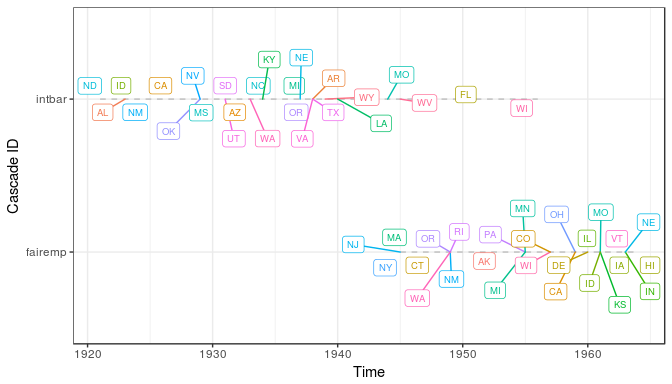 Cascade ID
intbar
ND
ID
CA
NV
SD
NC
KY
MI
NE
AR
MO
WY
WV
FL
WI
AL
NM
OK
MS
AZ
UT
WA
OR
VA
TX
LA
fairemp
NJ
MA
NY
CT
OR
RI
WA
NM
PA
AK
MI
MN
CO
WI
OH
DE
CA
IL
ID
MO
KS
VT
IA
NE
HI
IN
1920
1930
1940
1950
1960
Time